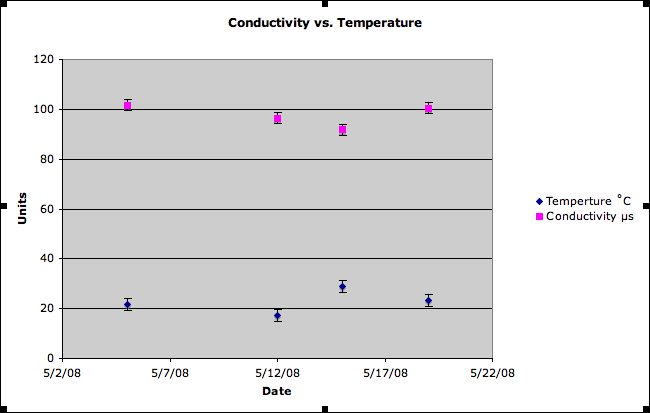 Conductivity vs. Temperature
120
100
80
60
40
20
0
Units
5/2/08 5/7/08 5/12/08 5/17/08 5/22/08
Date
Temperture ˚C
Conductivity µs